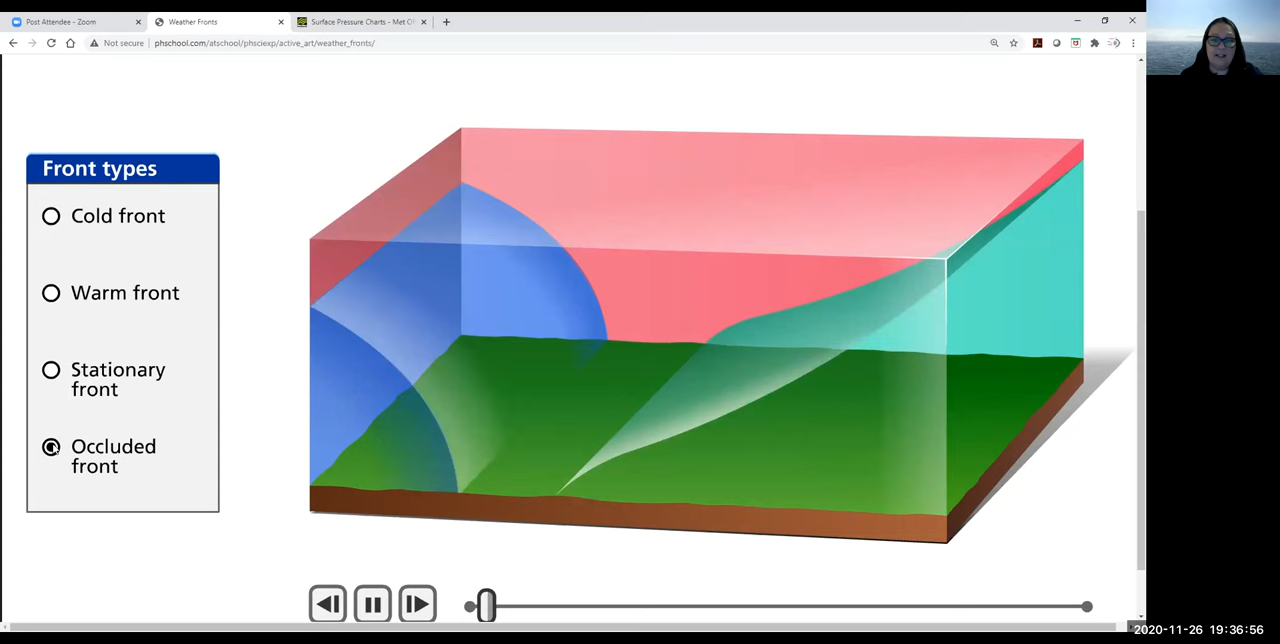 Post Attendee - Zoom
Weather Fronts
Surface Pressure Charts - Met Of
Not secure
phschool.com/atschool/phsciexp/active_art/weather_fronts/
Front types
Cold front
Warm front
Stationary
front
Occluded
front
2020-11-26 19:36:56